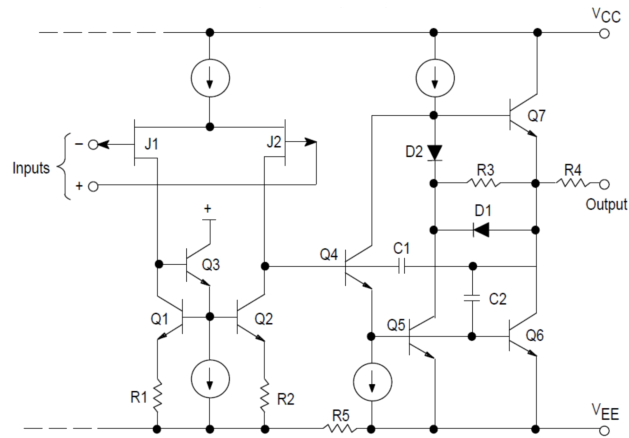 VCC
J1
J2
Q7
−
Inputs
+
D2
R3
R4
Output
D1
+
Q3
Q4
C1
C2
Q1
Q2
Q5
Q6
R1
R2
R5
VEE